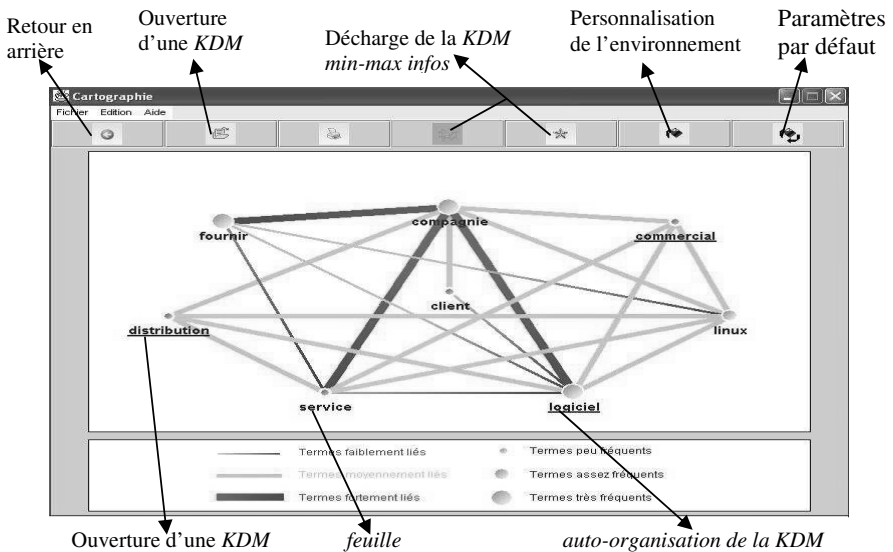 Retour en
arrière
Ouverture
d'une KDM
Décharge de la KDM
min-max infos
Personnalisation
de l'environnement
Paramètres
par défaut
Cartographie
Fichier Edition Aide
compagnie
fournir
commercial
client
distribution
linux
service
logiciel
Termes faiblement liés
Termes peu fréquents
Termes moyennement liés
Termes assez fréquents
Termes fortement liés
Termes très fréquents
Ouverture d'une KDM
feuille
auto-organisation de la KDM